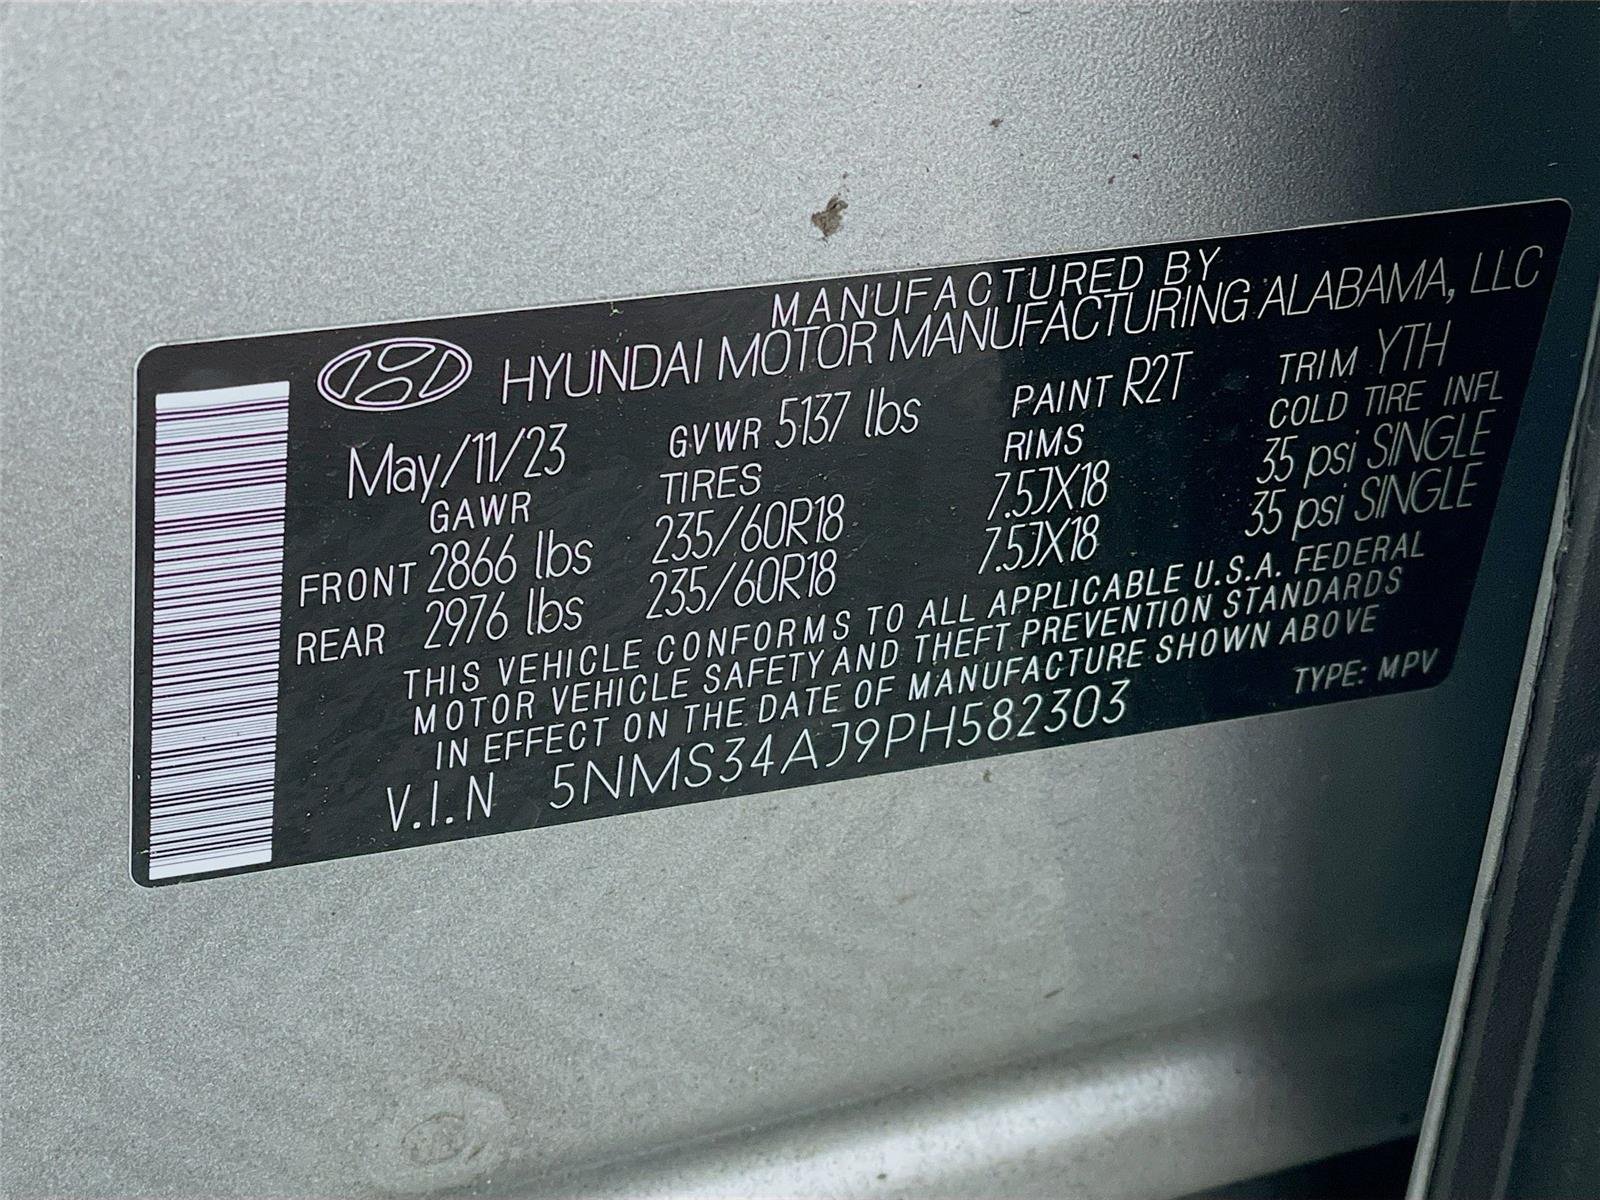 MANUFACTURED BY
HYUNDAI MOTOR MANUFACTURING ALABAMA, LLC
May/11/23 GVWR 5137 lbs PAINT R2T TRIM YTH
GAWR TIRES RIMS COLD TIRE INFL
FRONT 2866 lbs 235/60R18 7.5JX18 35 psi SINGLE
REAR 2976 lbs 235/60R18 7.5JX18 35 psi SINGLE
THIS VEHICLE CONFORMS TO ALL APPLICABLE U.S.A. FEDERAL
MOTOR VEHICLE SAFETY AND THEFT PREVENTION STANDARDS
IN EFFECT ON THE DATE OF MANUFACTURE SHOWN ABOVE
V.I.N 5NMS34AJ9PH582303 TYPE: MPV